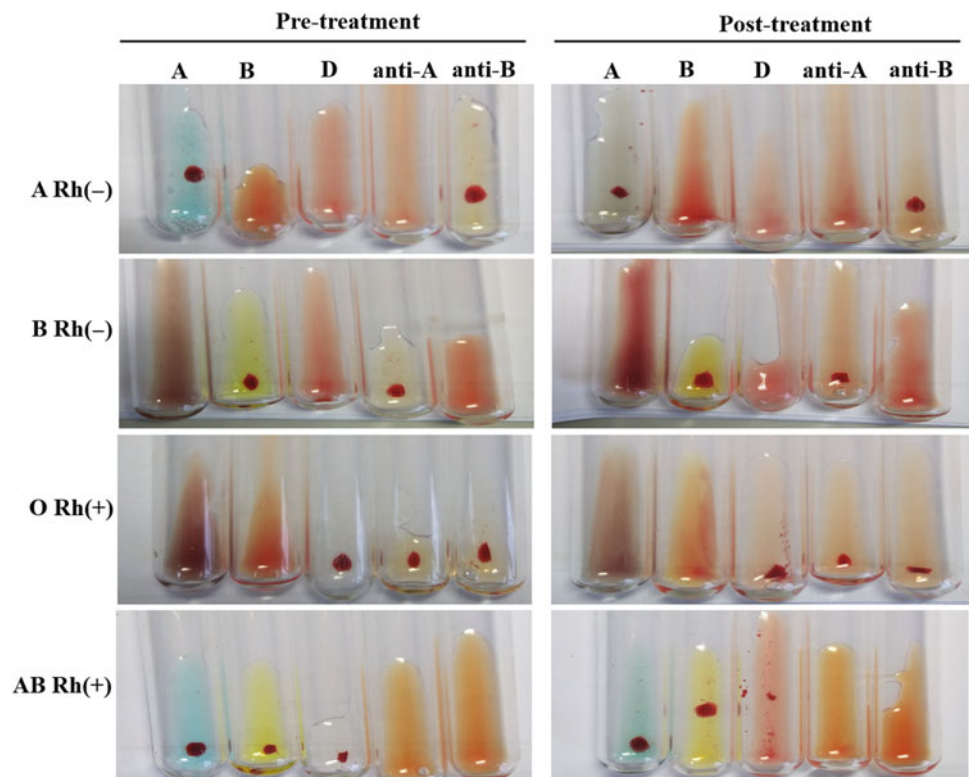 Pre-treatment Post-treatment
A B D anti-A anti-B A B D anti-A anti-B
A Rh(–)
B Rh(–)
O Rh(+)
AB Rh(+)